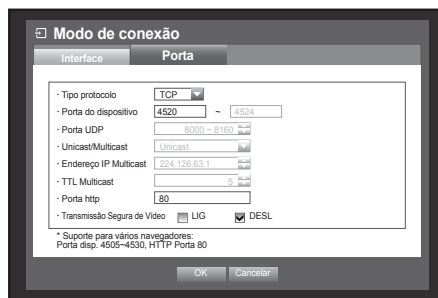 Modo de conexão
Interface Porta
· Tipo protocolo TCP
· Porta do dispositivo 4520 ~ 4524
· Porta UDP 8000 ~ 8160
· Unicast/Multicast Unicast
· Endereço IP Multicast 224.126.63.1
· TTL Multicast 5
· Porta http 80
· Transmissão Segura de Vídeo LIG DESL
* Suporte para vários navegadores:
Porta disp. 4505~4530, HTTP Porta 80
OK Cancelar